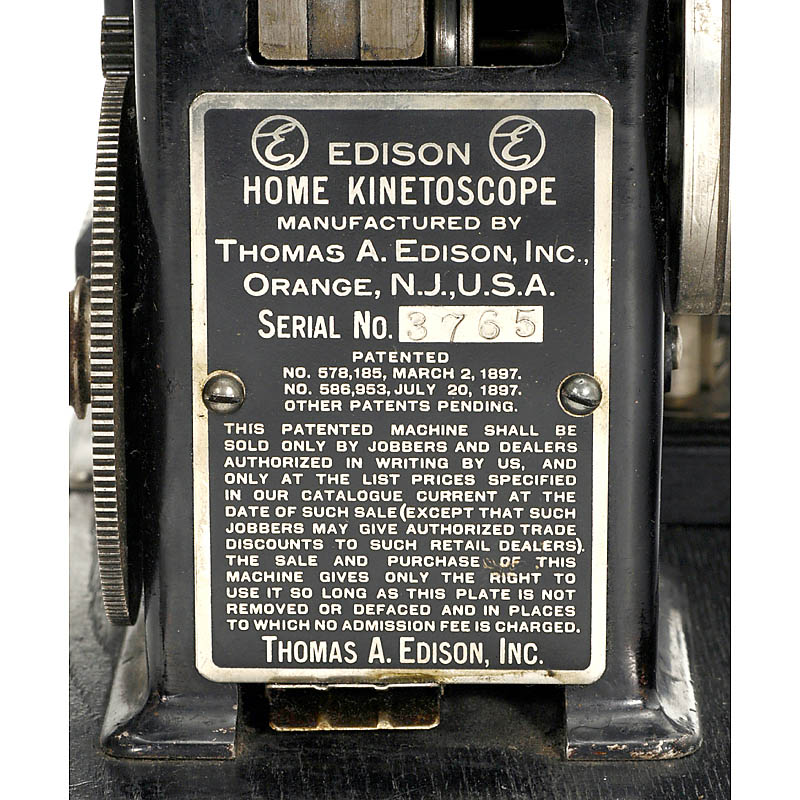 EDISON
HOME KINETOSCOPE
MANUFACTURED BY
THOMAS A. EDISON, INC.,
ORANGE, N.J.,U.S.A.
SERIAL NO. 3765
PATENTED
NO. 578,185, MARCH 2, 1897.
NO. 586,953, JULY 20, 1897.
OTHER PATENTS PENDING.
THIS PATENTED MACHINE SHALL BE
SOLD ONLY BY JOBBERS AND DEALERS
AUTHORIZED IN WRITING BY US, AND
ONLY AT THE LIST PRICES SPECIFIED
IN OUR CATALOGUE CURRENT AT THE
DATE OF SUCH SALE (EXCEPT THAT SUCH
JOBBERS MAY GIVE AUTHORIZED TRADE
DISCOUNTS TO SUCH RETAIL DEALERS).
THE SALE AND PURCHASE OF THIS
MACHINE GIVES ONLY THE RIGHT TO
USE IT SO LONG AS THIS PLATE IS NOT
REMOVED OR DEFACED AND IN PLACES
TO WHICH NO ADMISSION FEE IS CHARGED.
THOMAS A. EDISON, INC.